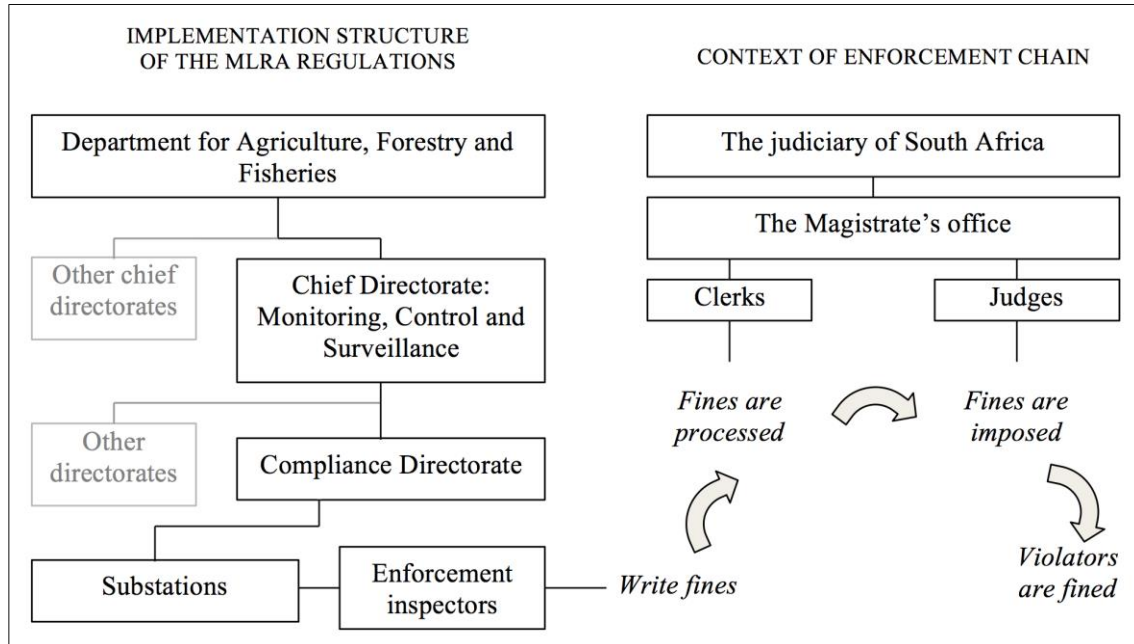 IMPLEMENTATION STRUCTURE
OF THE MLRA REGULATIONS
Department for Agriculture, Forestry and
Fisheries
Other chief
directorates
Chief Directorate:
Monitoring, Control and
Surveillance
Other
directorates
Compliance Directorate
Substations
Enforcement
inspectors
Write fines
CONTEXT OF ENFORCEMENT CHAIN
The judiciary of South Africa
The Magistrate’s office
Clerks
Judges
Fines are
processed
Fines are
imposed
Violators
are fined